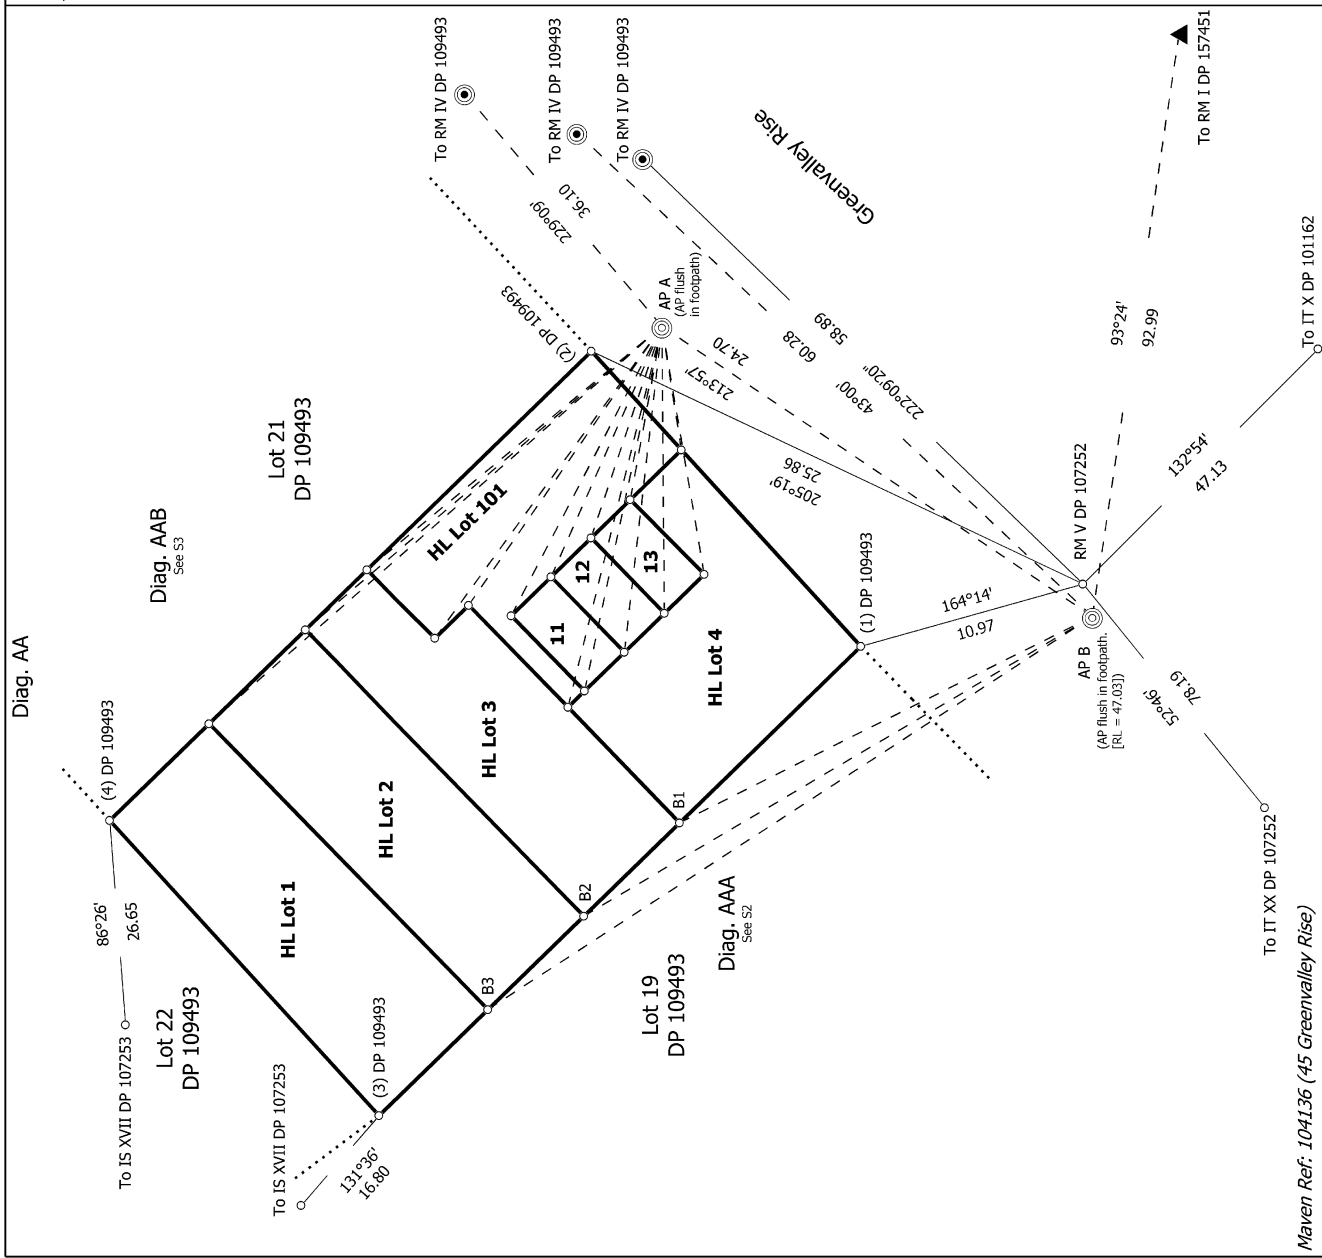 Diag. AA
Diag. AAB
See S3
Lot 21
DP 109493
To RM IV DP 109493
To RM IV DP 109493
To RM IV DP 109493
229°09'
36.10
(2) DP 109493
AP A
(AP flush
in footpath)
Greenvalley Rise
To RM I DP 157451
(4) DP 109493
86°26'
26.65
To IS XVII DP 107253
Lot 22
DP 109493
To IS XVII DP 107253
131°36'
16.80
(3) DP 109493
HL Lot 1
HL Lot 2
HL Lot 3
HL Lot 4
HL Lot 101
11
12
13
B3
B2
B1
213°57'
24.70
205°19'
25.86
43°00'
60.28
222°09'20"
58.89
93°24'
92.99
132°54'
47.13
To IT X DP 101162
RM V DP 107252
(1) DP 109493
164°14'
10.97
AP B
(AP flush in footpath.
[RL = 47.03])
52°46'
78.19
To IT XX DP 107252
Diag. AAA
See S2
Lot 19
DP 109493
Maven Ref: 104136 (45 Greenvalley Rise)